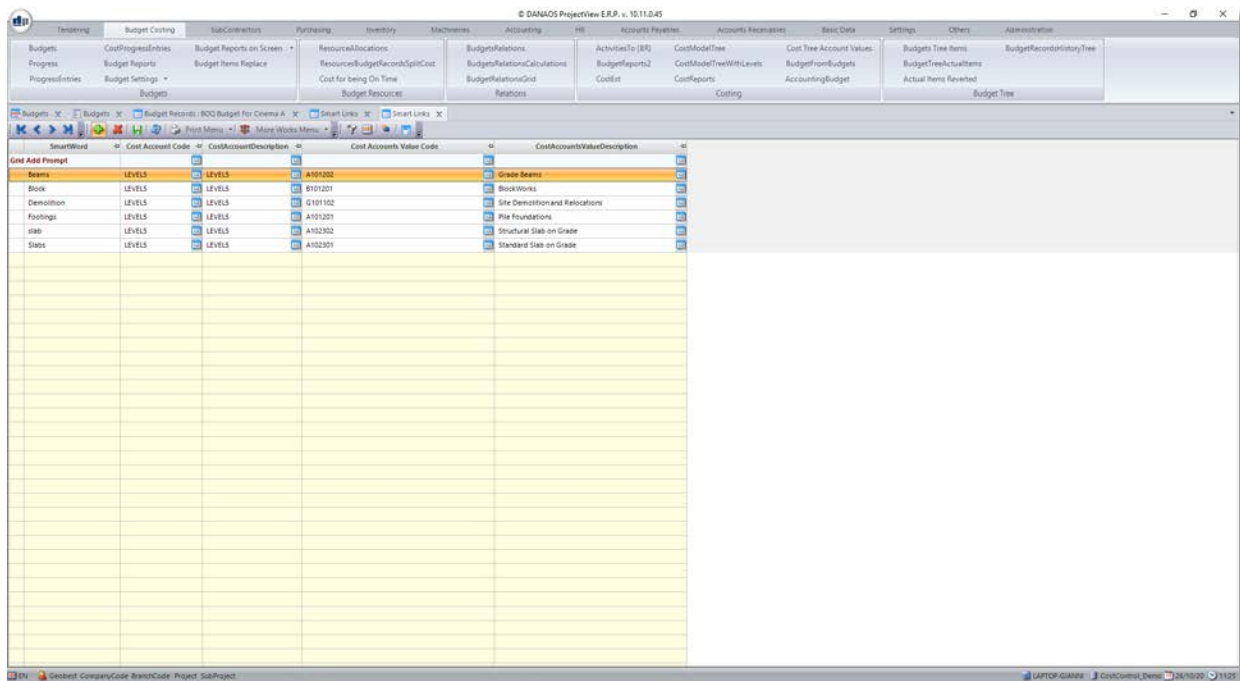 © DANAOS ProjectView E.R.P. v. 10.11.0.45
Tendering Budget Costing SubContractors Purchasing Inventory Machineries Accounting HR Accounts Payables Accounts Receivables Basic Data Settings Others Administration
Budgets CostProgressEntries Budget Reports on Screen ResourceAllocations BudgetsRelations ActivitiesTo (BR) CostModelTree Cost Tree Account Values Budgets Tree Items BudgetRecordsHistoryTree
Progress Budget Reports Budget Items Replace ResourcesBudgetRecordsSplitCost BudgetsRelationsCalculations BudgetReports2 CostModelTreeWithLevels BudgetFromBudgets BudgetTreeActualItems
ProgressEntries Budget Settings Cost for being On Time BudgetRelationsGrid CostEst CostReports AccountingBudget Actual Items Reverted
Budgets Budget Resources Relations Costing Budget Tree
Budgets Budgets Budget Records : BOQ Budget For Cinema A Smart Links Smart Links
Print Menu More Works Menu
SmartWord Cost Account Code CostAccountDescription Cost Accounts Value Code CostAccountsValueDescription
Grid Add Prompt
Beams LEVEL5 LEVEL5 A101202 Grade Beams
Block LEVEL5 LEVEL5 B101201 BlockWorks
Demolition LEVEL5 LEVEL5 G101102 Site Demolition and Relocations
Footings LEVEL5 LEVEL5 A101201 Pile Foundations
slab LEVEL5 LEVEL5 A102302 Structural Slab on Grade
Slabs LEVEL5 LEVEL5 A102301 Standard Slab on Grade
EN Geobest CompanyCode BranchCode Project SubProject LAPTOP-GIANNI CostControl_Demo 26/10/20 11:25